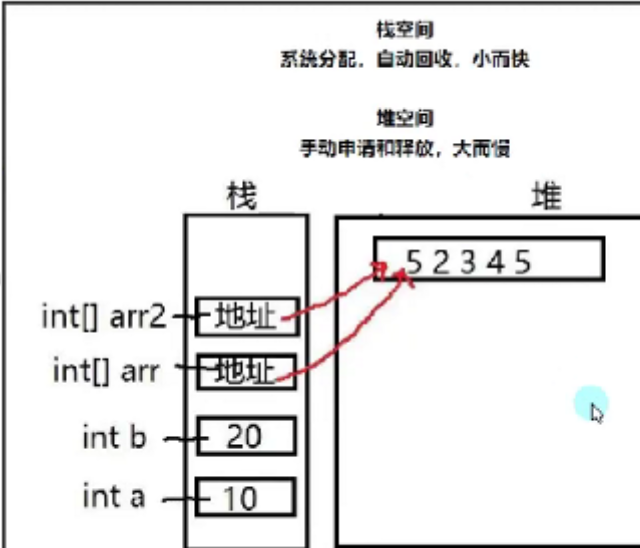 栈空间
系统分配，自动回收，小而快
堆空间
手动申请和释放，大而慢
栈
堆
5 2 3 4 5
int[] arr2 地址
int[] arr 地址
int b 20
int a 10